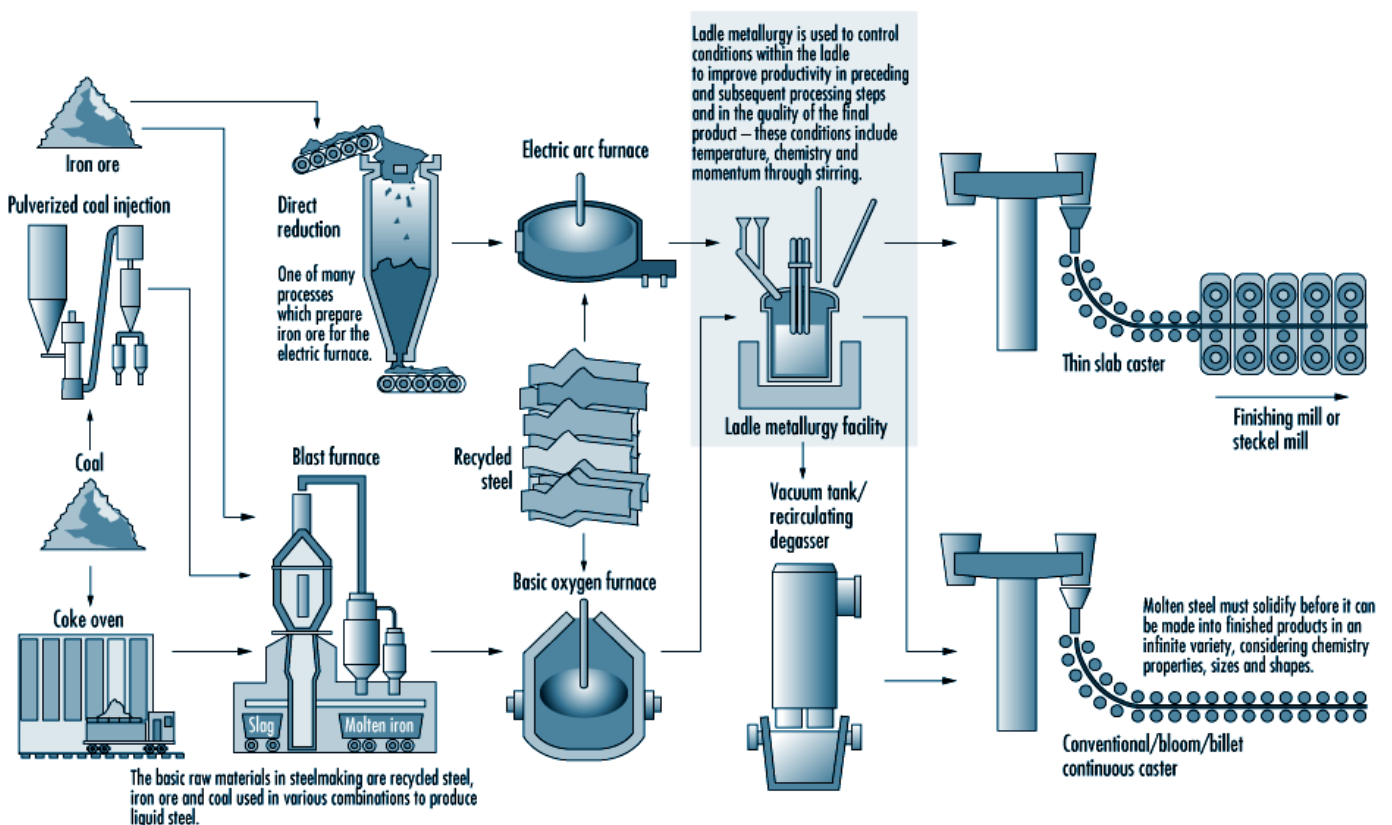 Ladle metallurgy is used to control
conditions within the ladle
to improve productivity in preceding
and subsequent processing steps
and in the quality of the final
product – these conditions include
temperature, chemistry and
momentum through stirring.
Iron ore
Pulverized coal injection
Direct
reduction
One of many
processes
which prepare
iron ore for the
electric furnace.
Electric arc furnace
Ladle metallurgy facility
Thin slab caster
Finishing mill or
steckel mill
Coal
Blast furnace
Recycled
steel
Vacuum tank/
recirculating
degasser
Coke oven
Basic oxygen furnace
Molten steel must solidify before it can
be made into finished products in an
infinite variety, considering chemistry
properties, sizes and shapes.
Slag
Molten iron
Conventional/bloom/billet
continuous caster
The basic raw materials in steelmaking are recycled steel,
iron ore and coal used in various combinations to produce
liquid steel.